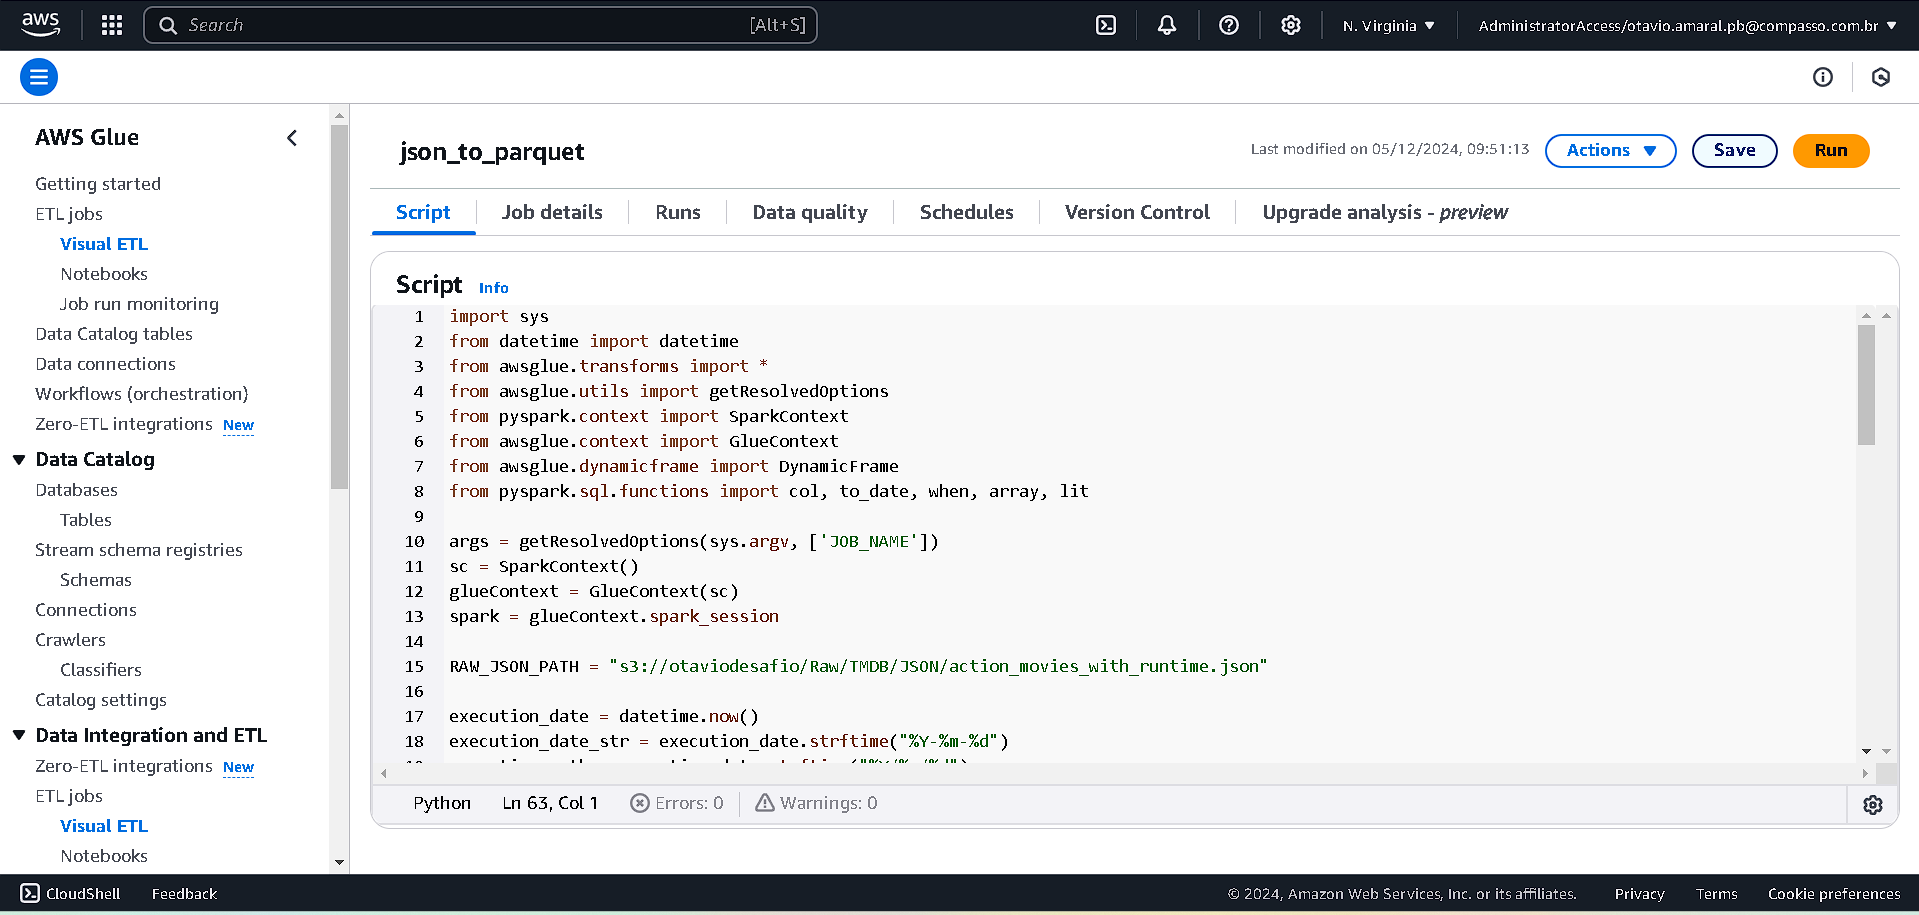 aws
Search [Alt+S]
N. Virginia
AdministratorAccess/otavio.amaral.pb@compasso.com.br
AWS Glue
Getting started
ETL jobs
Visual ETL
Notebooks
Job run monitoring
Data Catalog tables
Data connections
Workflows (orchestration)
Zero-ETL integrations New
Data Catalog
Databases
Tables
Stream schema registries
Schemas
Connections
Crawlers
Classifiers
Catalog settings
Data Integration and ETL
Zero-ETL integrations New
ETL jobs
Visual ETL
Notebooks
json_to_parquet
Last modified on 05/12/2024, 09:51:13
Actions
Save
Run
Script
Job details
Runs
Data quality
Schedules
Version Control
Upgrade analysis - preview
Script Info
1 import sys
2 from datetime import datetime
3 from awsglue.transforms import *
4 from awsglue.utils import getResolvedOptions
5 from pyspark.context import SparkContext
6 from awsglue.context import GlueContext
7 from awsglue.dynamicframe import DynamicFrame
8 from pyspark.sql.functions import col, to_date, when, array, lit
9
10 args = getResolvedOptions(sys.argv, ['JOB_NAME'])
11 sc = SparkContext()
12 glueContext = GlueContext(sc)
13 spark = glueContext.spark_session
14
15 RAW_JSON_PATH = "s3://otaviodesafio/Raw/TMDB/JSON/action_movies_with_runtime.json"
16
17 execution_date = datetime.now()
18 execution_date_str = execution_date.strftime("%Y-%m-%d")
Python Ln 63, Col 1 Errors: 0 Warnings: 0
CloudShell Feedback
© 2024, Amazon Web Services, Inc. or its affiliates. Privacy Terms Cookie preferences